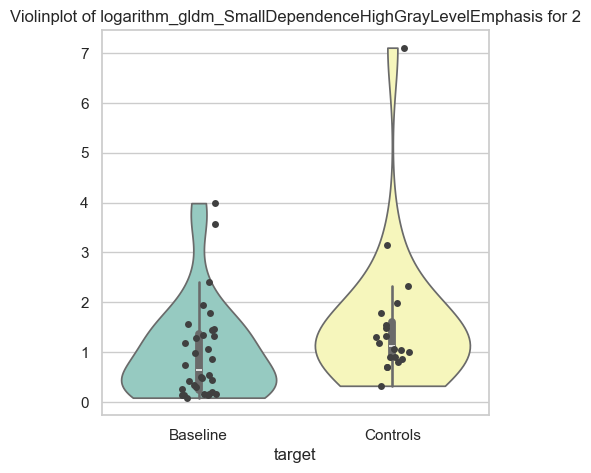 Violinplot of logarithm_gldm_SmallDependenceHighGrayLevelEmphasis for 2
7
6
5
4
3
2
1
0
Baseline Controls
target